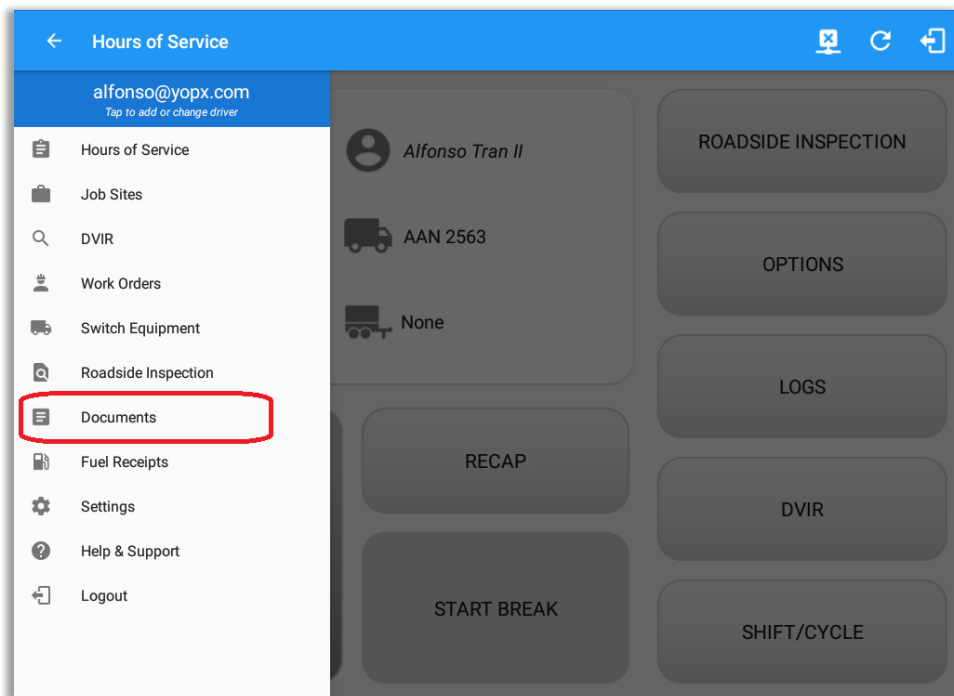 Hours of Service
alfonso@yopx.com
Tap to add or change driver
Hours of Service
Job Sites
DVIR
Work Orders
Switch Equipment
Roadside Inspection
Documents
Fuel Receipts
Settings
Help & Support
Logout
Alfonso Tran II
AAN 2563
None
RECAP
START BREAK
ROADSIDE INSPECTION
OPTIONS
LOGS
DVIR
SHIFT/CYCLE